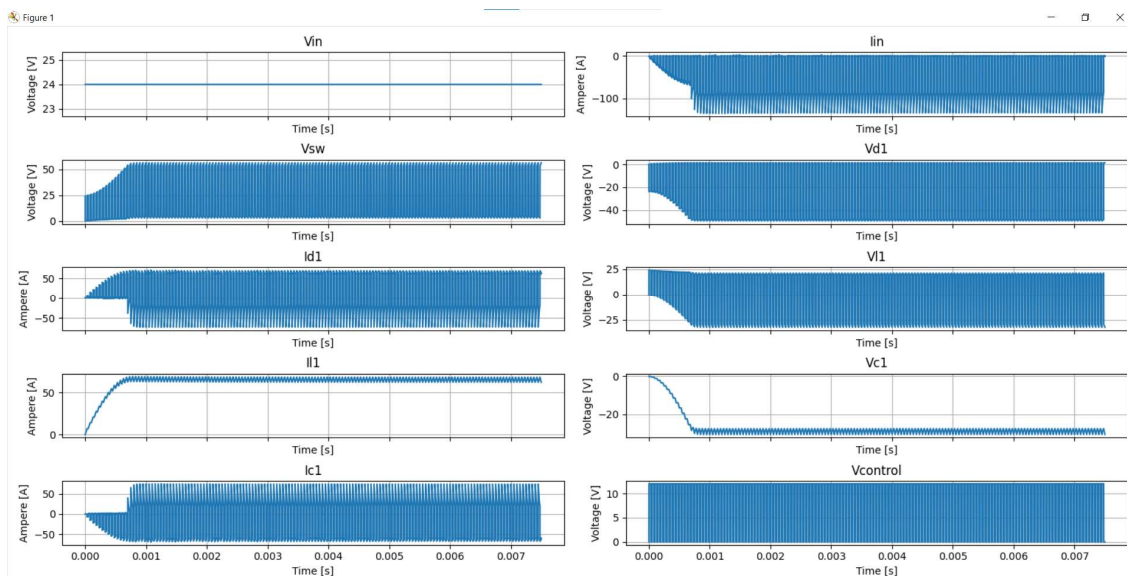 Figure 1
Vin
Voltage [V]
25
24
23
Time [s]
Iin
Ampere [A]
0
−100
Time [s]
Vsw
Voltage [V]
50
25
0
Time [s]
Vd1
Voltage [V]
0
−20
−40
Time [s]
Id1
Ampere [A]
50
0
−50
Time [s]
Vl1
Voltage [V]
25
0
−25
Time [s]
Il1
Ampere [A]
50
0
Time [s]
Vc1
Voltage [V]
0
−20
Time [s]
Ic1
Ampere [A]
50
0
−50
0.000 0.001 0.002 0.003 0.004 0.005 0.006 0.007
Time [s]
Vcontrol
Voltage [V]
10
5
0
0.000 0.001 0.002 0.003 0.004 0.005 0.006 0.007
Time [s]